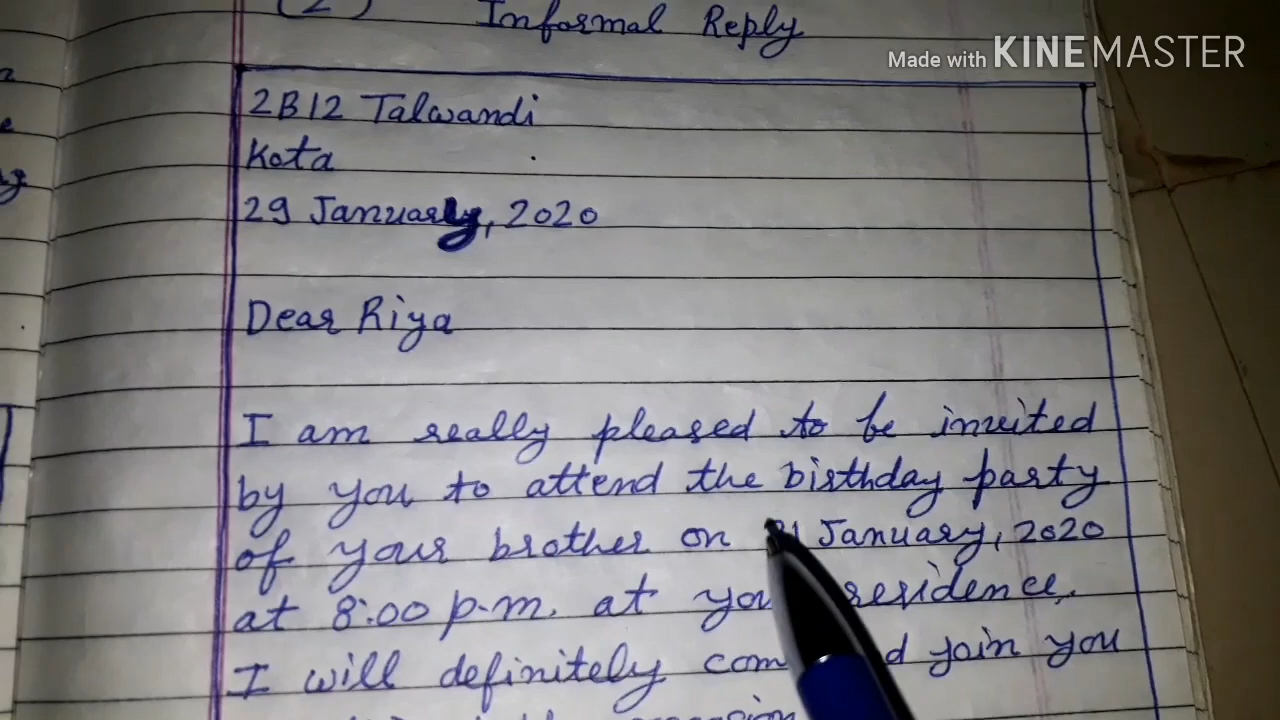 (2) Informal Reply
Made with KINEMASTER
2B12 Talwandi
Kota
29 January, 2020
Dear Riya
I am really pleased to be invited
by you to attend the birthday party
of your brother on 31 January, 2020
at 8:00 p.m. at you residence.
I will definitely com d join you